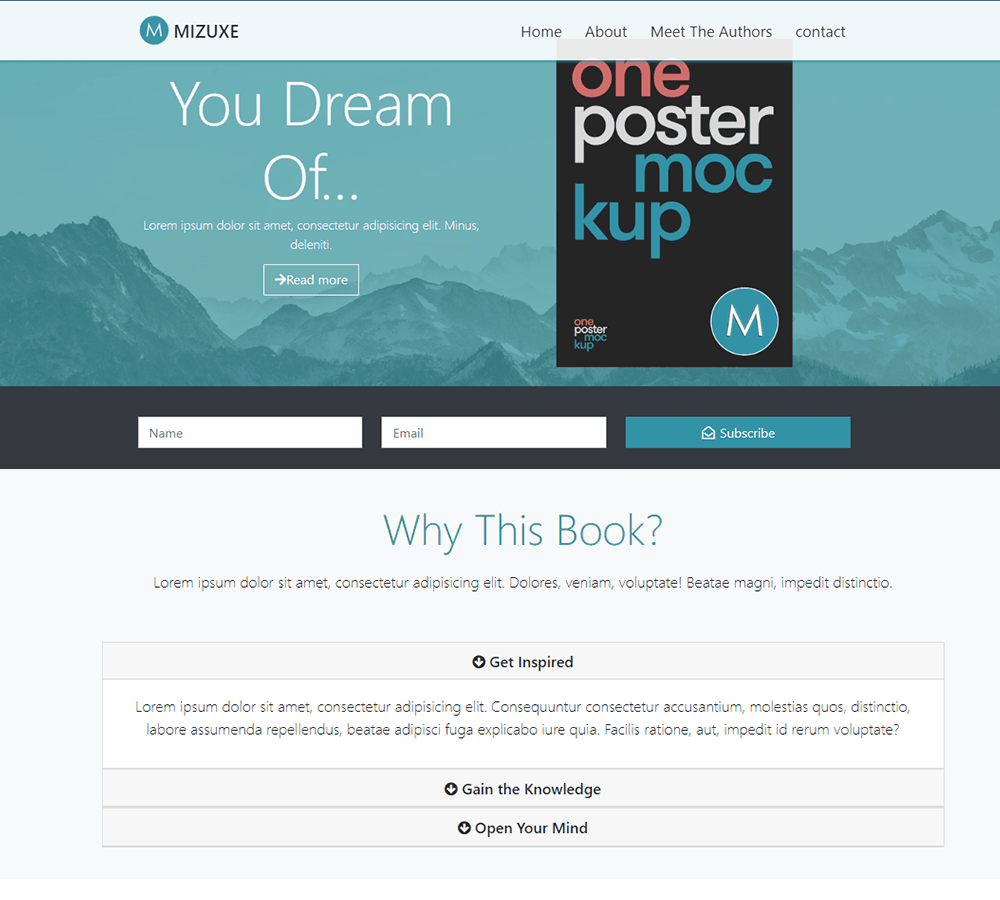 M MIZUXE
Home About Meet The Authors contact
You Dream
Of...
Lorem ipsum dolor sit amet, consectetur adipisicing elit. Minus,
deleniti.
Read more
one
poster
moc
kup
one
poster
moc
kup
M
Name
Email
Subscribe
Why This Book?
Lorem ipsum dolor sit amet, consectetur adipisicing elit. Dolores, veniam, voluptate! Beatae magni, impedit distinctio.
Get Inspired
Lorem ipsum dolor sit amet, consectetur adipisicing elit. Consequuntur consectetur accusantium, molestias quos, distinctio,
labore assumenda repellendus, beatae adipisci fuga explicabo iure quia. Facilis ratione, aut, impedit id rerum voluptate?
Gain the Knowledge
Open Your Mind